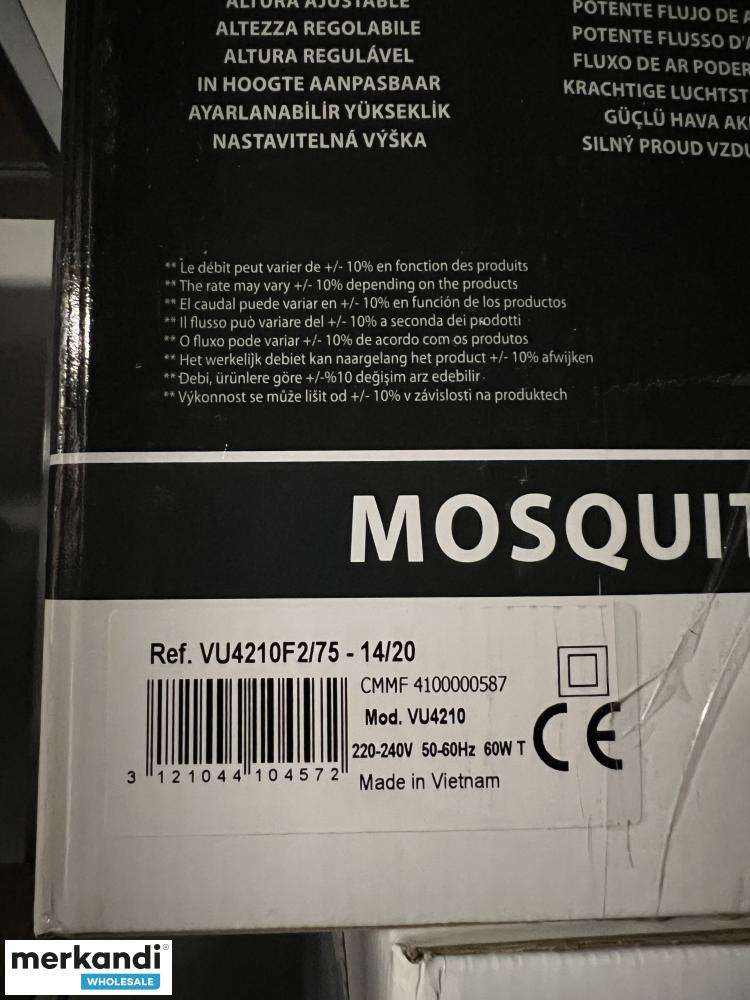 ALTURA AJUSTABLE
ALTEZZA REGOLABILE
ALTURA REGULÁVEL
IN HOOGTE AANPASBAAR
AYARLANABİLİR YÜKSEKLİK
NASTAVITELNÁ VÝŠKA
POTENTE FLUJO DE A
POTENTE FLUSSO D'A
FLUXO DE AR PODER
KRACHTIGE LUCHTST
GÜÇLÜ HAVA AK
SILNÝ PROUD VZDU
** Le débit peut varier de +/- 10% en fonction des produits
** The rate may vary +/- 10% depending on the products
** El caudal puede variar en +/- 10% en función de los productos
** Il flusso può variare del +/- 10% a seconda dei prodotti
** O fluxo pode variar +/- 10% de acordo com os produtos
** Het werkelijk debiet kan naargelang het product +/- 10% afwijken
** Debi, ürünlere göre +/-%10 değişim arz edebilir
** Výkonnost se může lišit od +/- 10% v závislosti na produktech
MOSQUIT
Ref. VU4210F2/75 - 14/20
CMMF 4100000587
Mod. VU4210
220-240V 50-60Hz 60W T
Made in Vietnam
CE
3 121044 104572
merkandi
WHOLESALE